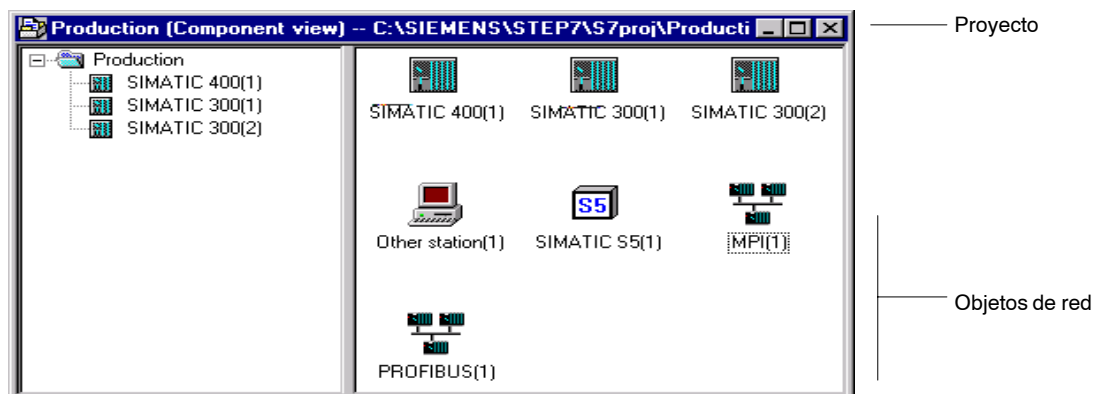 Production (Component view) -- C:\SIEMENS\STEP7\S7proj\Producti
Proyecto
Production
SIMATIC 400(1)
SIMATIC 300(1)
SIMATIC 300(2)
SIMATIC 400(1) SIMATIC 300(1) SIMATIC 300(2)
S5
Other station(1) SIMATIC S5(1) MPI(1)
Objetos de red
PROFIBUS(1)